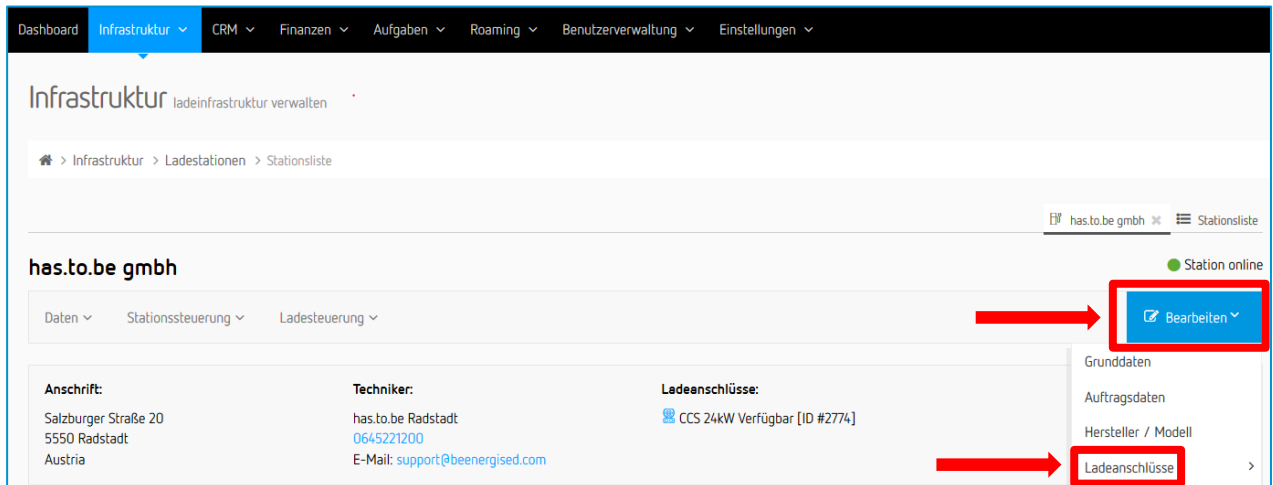 Dashboard Infrastruktur CRM Finanzen Aufgaben Roaming Benutzerverwaltung Einstellungen
Infrastruktur ladeinfrastruktur verwalten
> Infrastruktur > Ladestationen > Stationsliste
has.to.be gmbh Stationsliste
has.to.be gmbh
Station online
Daten Stationssteuerung Ladesteuerung
Bearbeiten
Grunddaten
Auftragsdaten
Hersteller / Modell
Ladeanschlüsse >
Anschrift:
Salzburger Straße 20
5550 Radstadt
Austria
Techniker:
has.to.be Radstadt
0645221200
E-Mail: support@beenergised.com
Ladeanschlüsse:
CCS 24kW Verfügbar [ID #2774]